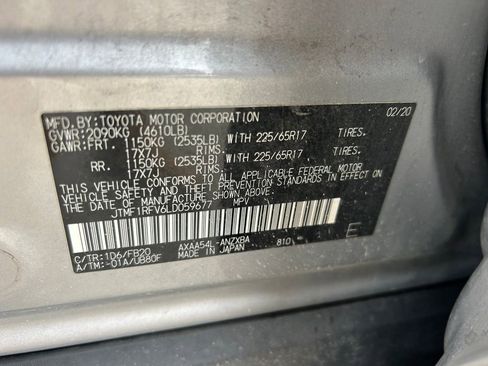 MFD.BY:TOYOTA MOTOR CORPORATION 02/20
GVWR:2090KG (4610LB)
GAWR:FRT. 1150KG (2535LB) WITH 225/65R17 TIRES.
17X7J RIMS.
RR. 1150KG (2535LB) WITH 225/65R17 TIRES.
17X7J RIMS.
THIS VEHICLE CONFORMS TO ALL APPLICABLE FEDERAL MOTOR
VEHICLE SAFETY AND THEFT PREVENTION STANDARDS IN EFFECT ON
THE DATE OF MANUFACTURE SHOWN ABOVE.
JTMF1RFV6LD059677 MPV
C/TR:1D6/FB20 AXAA54L-ANZXBA 810 E
A/TM:-01A/UB80F MADE IN JAPAN